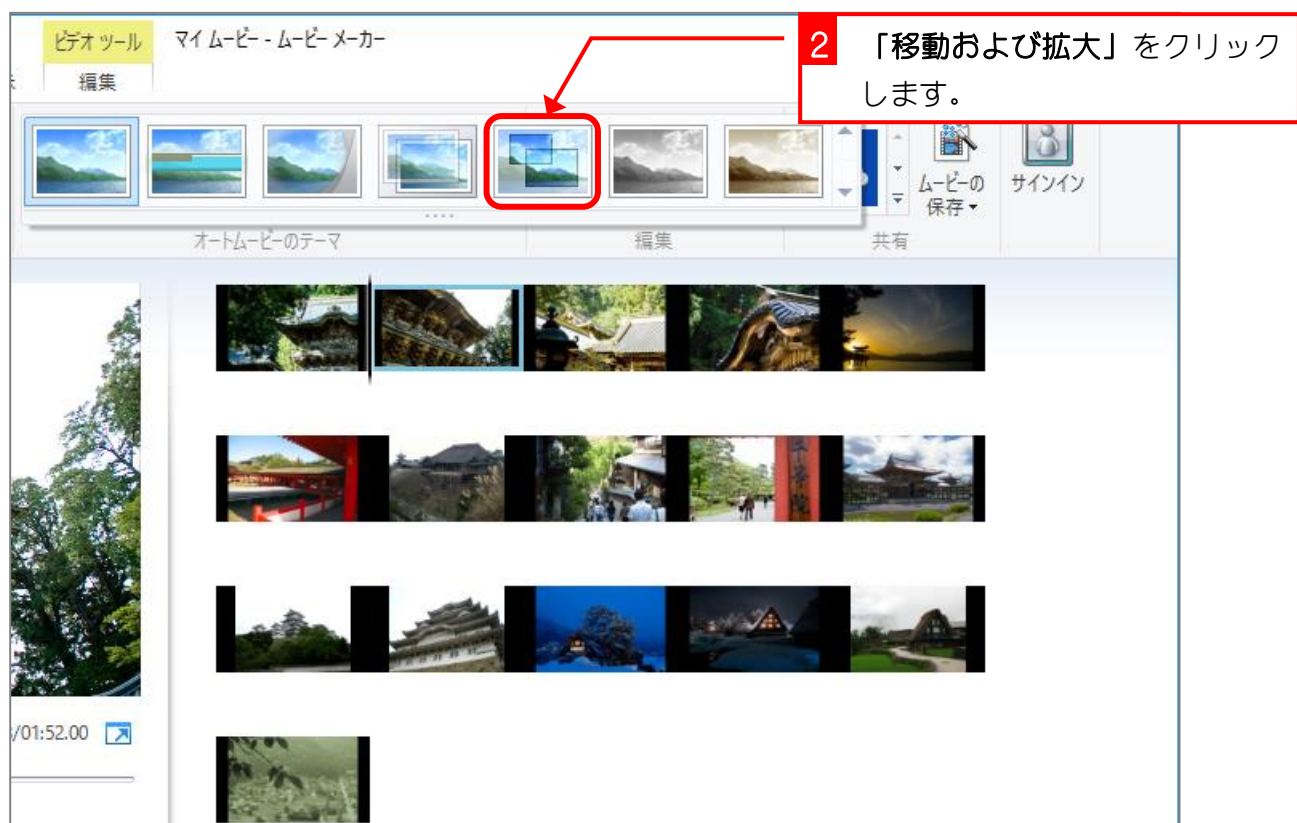 ビデオ ツール
マイ ムービー - ムービー メーカー
編集
2 「移動および拡大」をクリック
します。
ムービーの
保存
サインイン
オートムービーのテーマ
編集
共有
/01:52.00
平等院